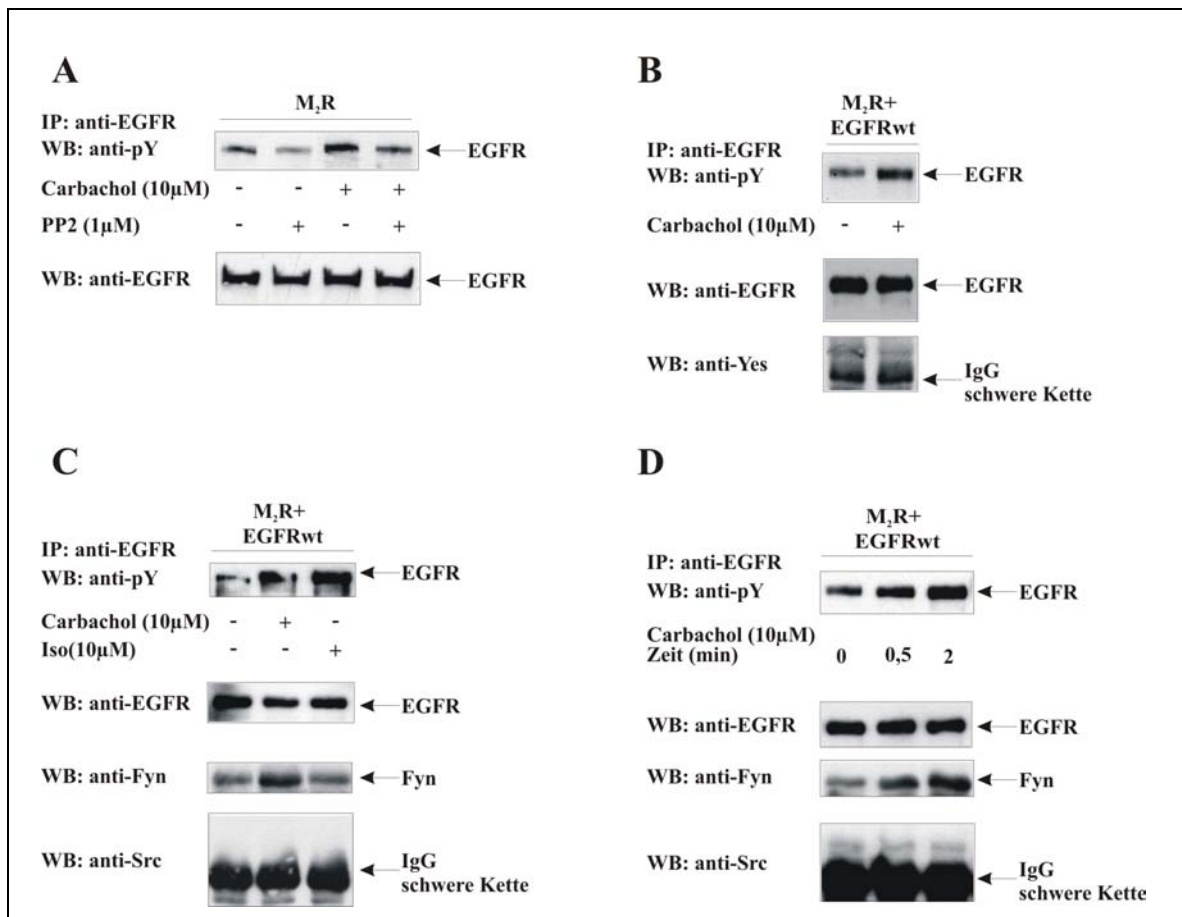 A
M₂R
IP: anti-EGFR
WB: anti-pY
EGFR
Carbachol (10µM) - - + +
PP2 (1µM) - + - +
WB: anti-EGFR
EGFR
B
M₂R+
EGFRwt
IP: anti-EGFR
WB: anti-pY
EGFR
Carbachol (10µM) - +
WB: anti-EGFR
EGFR
WB: anti-Yes
IgG
schwere Kette
C
M₂R+
EGFRwt
IP: anti-EGFR
WB: anti-pY
EGFR
Carbachol (10µM) - + -
Iso(10µM) - - +
WB: anti-EGFR
EGFR
WB: anti-Fyn
Fyn
WB: anti-Src
IgG
schwere Kette
D
M₂R+
EGFRwt
IP: anti-EGFR
WB: anti-pY
EGFR
Carbachol (10µM)
Zeit (min) 0 0,5 2
WB: anti-EGFR
EGFR
WB: anti-Fyn
Fyn
WB: anti-Src
IgG
schwere Kette